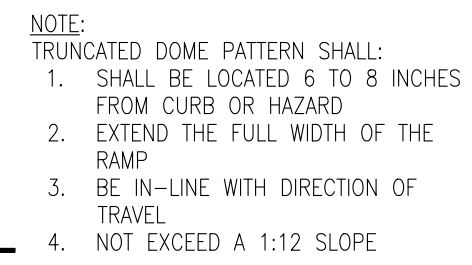 NOTE:
TRUNCATED DOME PATTERN SHALL:
1. SHALL BE LOCATED 6 TO 8 INCHES
FROM CURB OR HAZARD
2. EXTEND THE FULL WIDTH OF THE
RAMP
3. BE IN-LINE WITH DIRECTION OF
TRAVEL
4. NOT EXCEED A 1:12 SLOPE